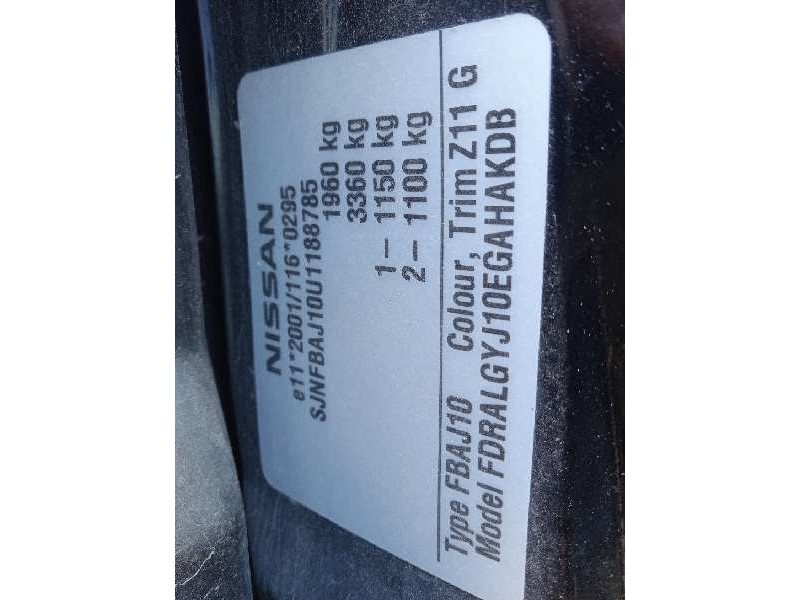 NISSAN
e11*2001/116*0295
SJNFBAJ10U1188785
1960 kg
3360 kg
1– 1150 kg
2– 1100 kg
Type FBAJ10 Colour, Trim Z11 G
Model FDRALGYJ10EGAHAKDB